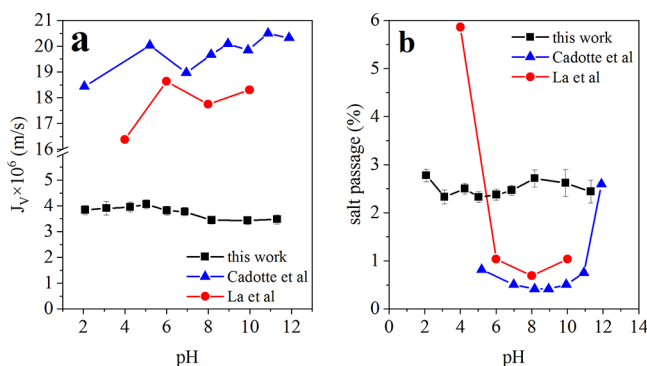 a
J_V×10⁶ (m/s)
21
20
19
18
17
16
5
4
3
2
1
0
this work
Cadotte et al
La et al
0 2 4 6 8 10 12
pH
b
salt passage (%)
6
5
4
3
2
1
0
this work
Cadotte et al
La et al
0 2 4 6 8 10 12 14
pH